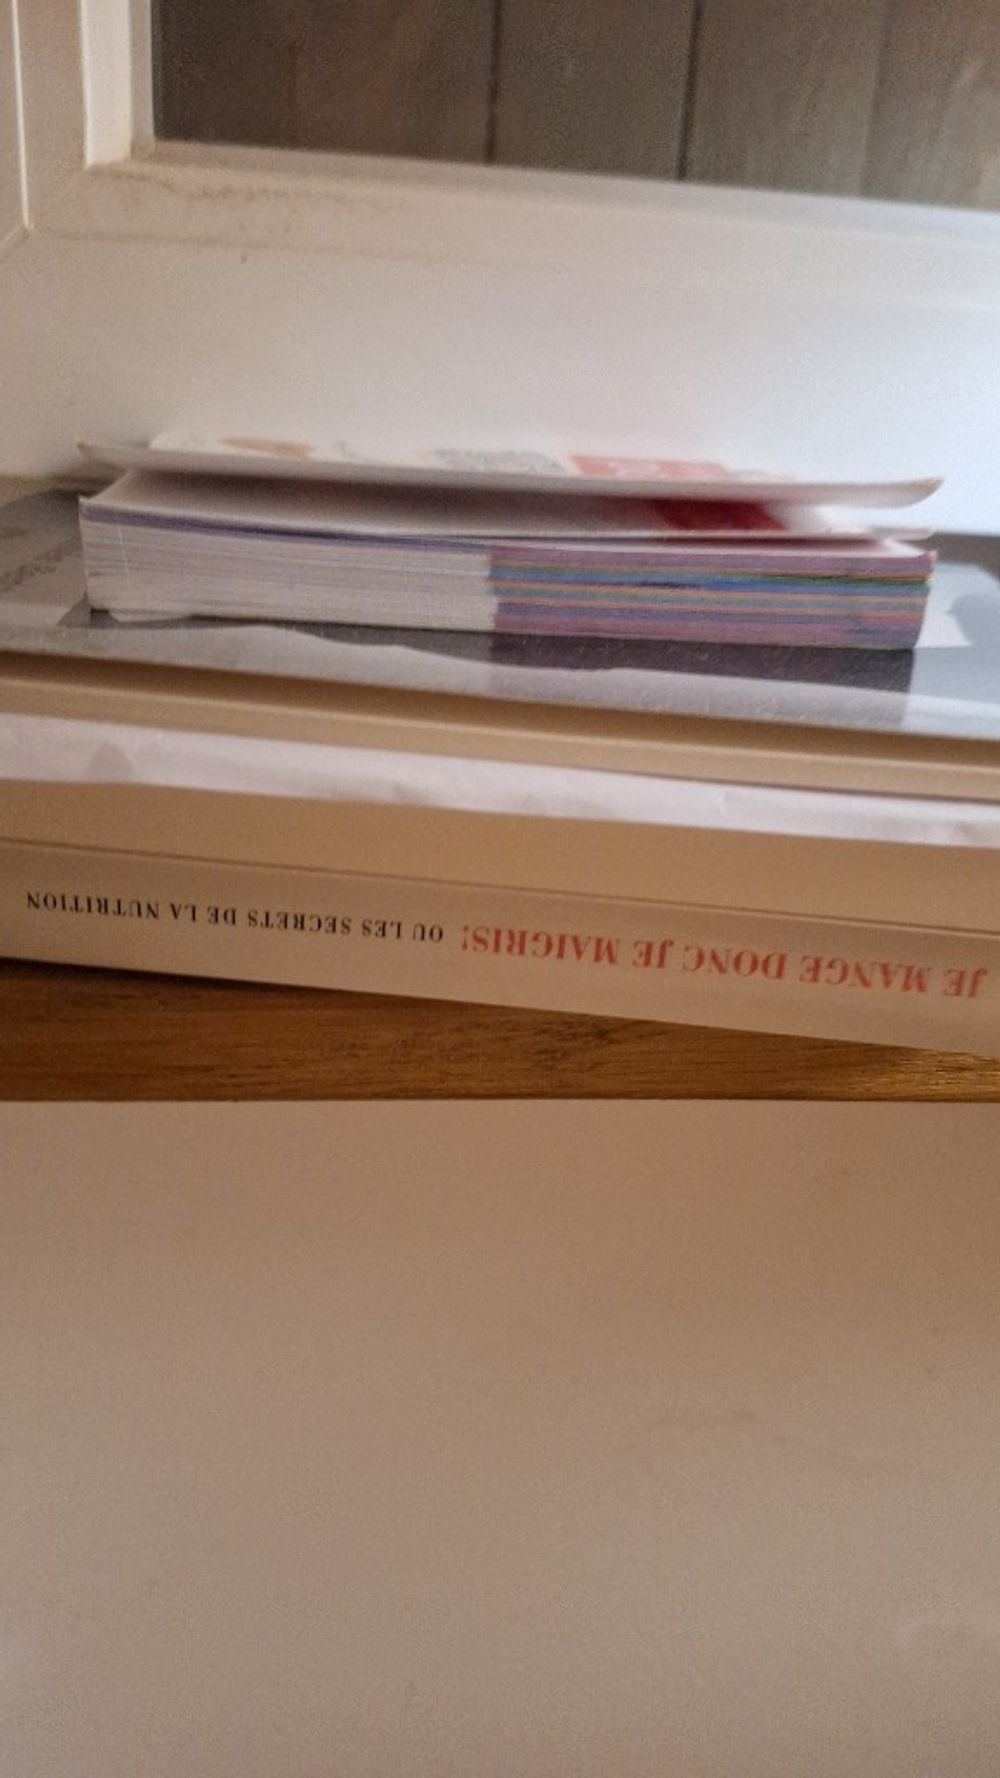 JE MANGE DONC JE MAIGRIS! OU LES SECRETS DE LA NUTRITION